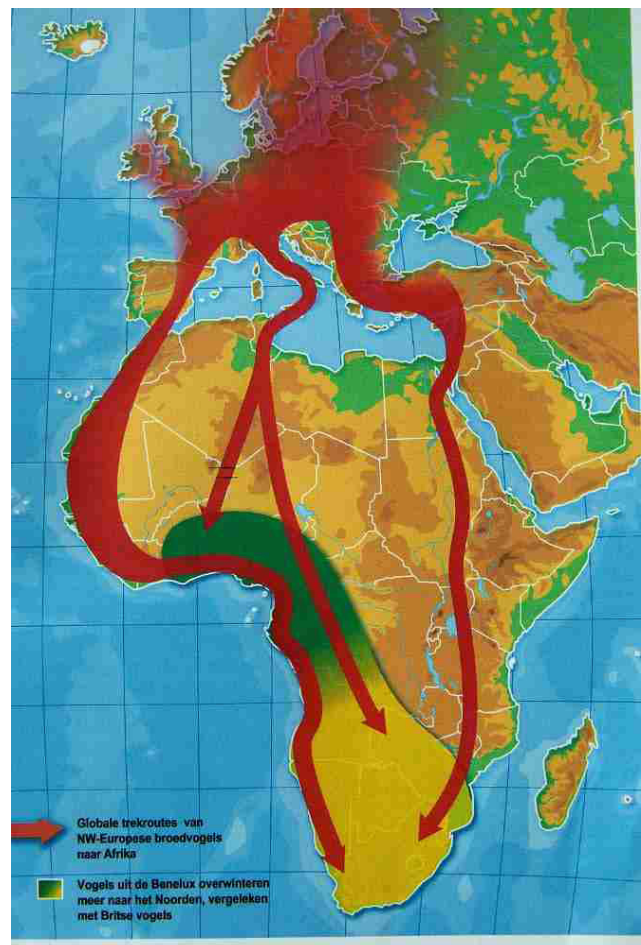 Globale trekroutes van
NW-Europese broedvogels
naar Afrika
Vogels uit de Benelux overwinteren
meer naar het Noorden, vergeleken
met Britse vogels